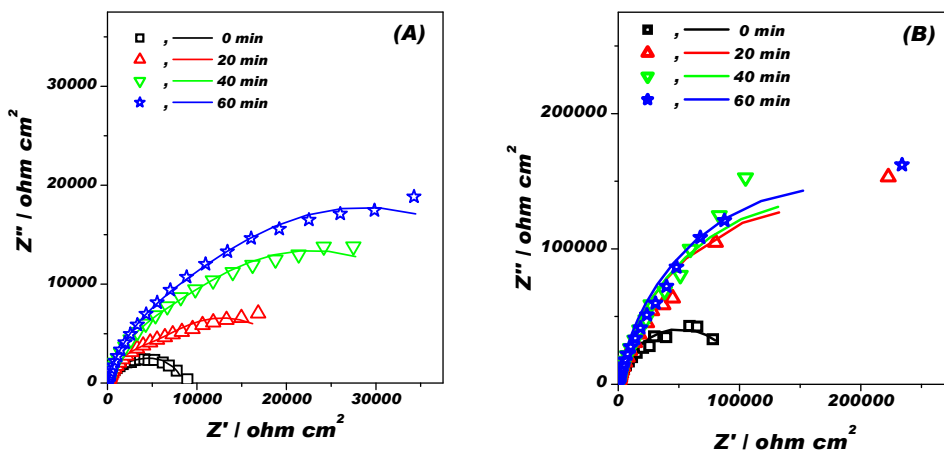 (A)
, 0 min
, 20 min
, 40 min
, 60 min
30000
20000
10000
0
0 10000 20000 30000
Z'' / ohm cm²
Z' / ohm cm²
(B)
, 0 min
, 20 min
, 40 min
, 60 min
200000
100000
0
0 100000 200000
Z'' / ohm cm²
Z' / ohm cm²